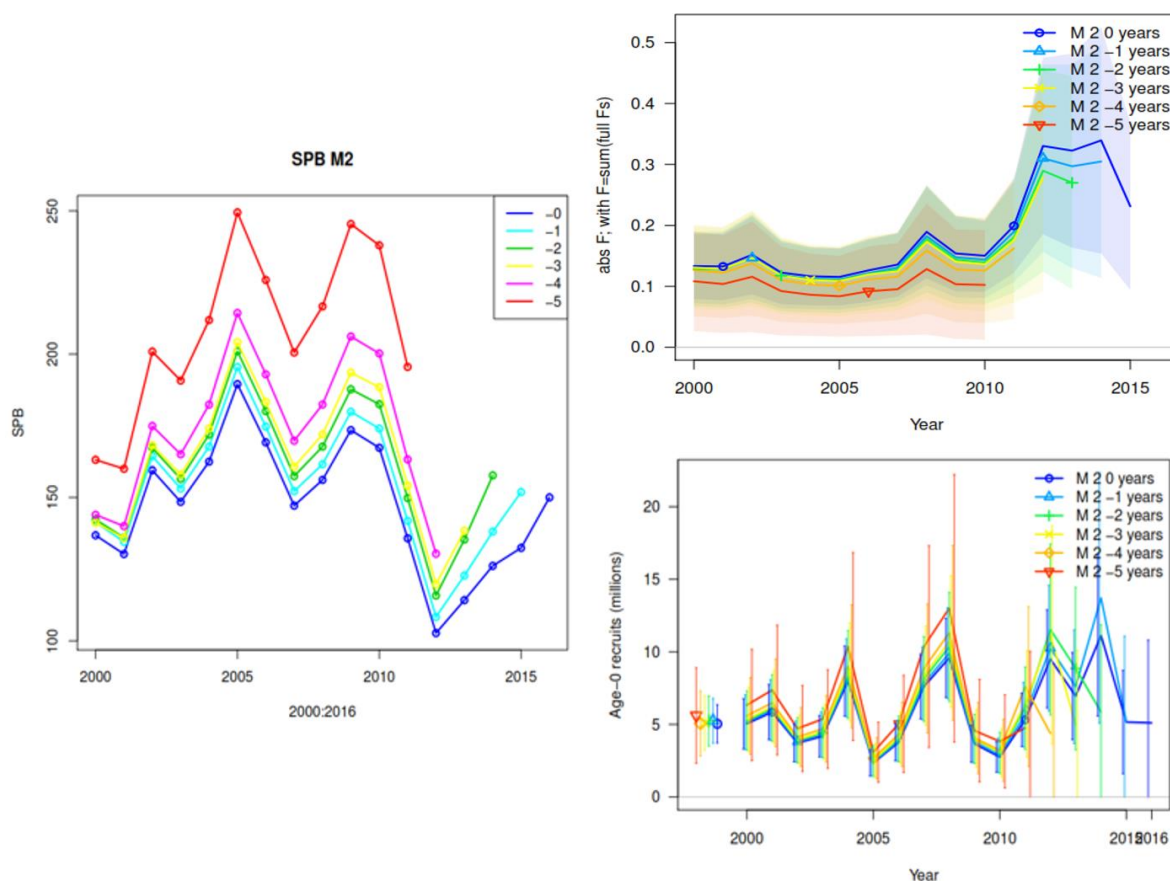 SPB M2
250
200
150
100
SPB
2000
2005
2010
2015
2000:2016
-0
-1
-2
-3
-4
-5
0.5
0.4
0.3
0.2
0.1
0.0
abs F; with F=sum(full Fs)
M 2 0 years
M 2 -1 years
M 2 -2 years
M 2 -3 years
M 2 -4 years
M 2 -5 years
2000
2005
2010
2015
Year
20
15
10
5
0
Age-0 recruits (millions)
M 2 0 years
M 2 -1 years
M 2 -2 years
M 2 -3 years
M 2 -4 years
M 2 -5 years
2000
2005
2010
2015
2016
Year